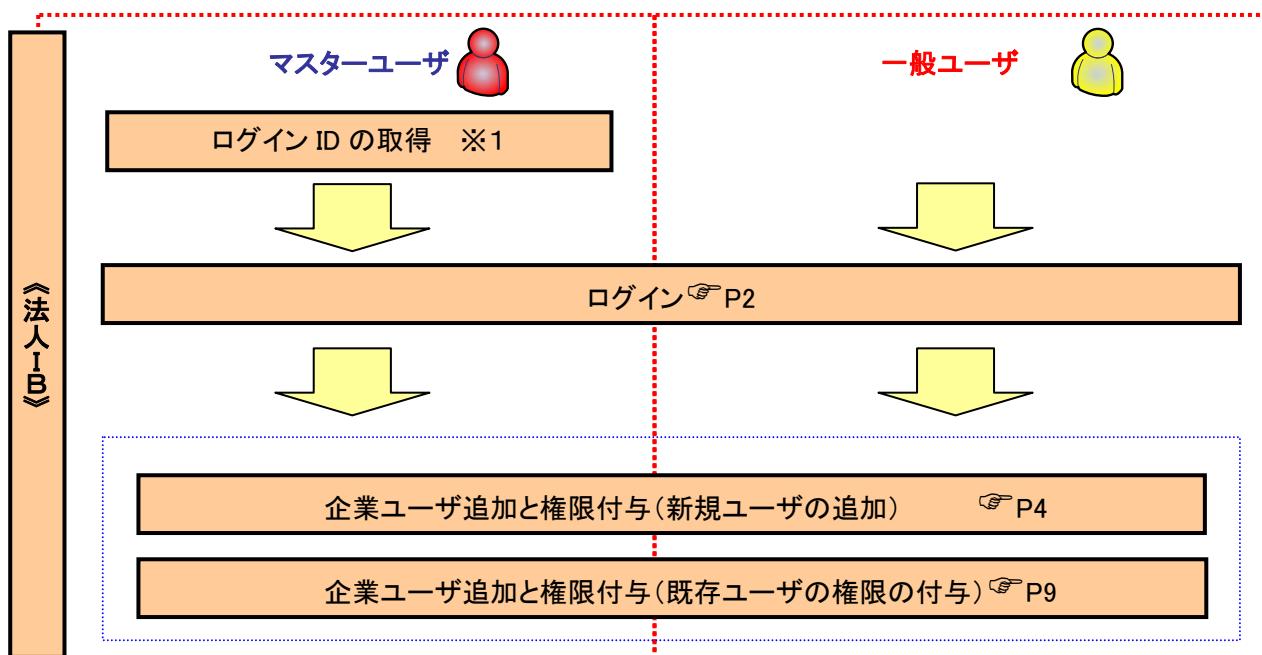 マスターユーザ
一般ユーザ
ログイン ID の取得　※1
ログイン☞P2
《法人IB》
企業ユーザ追加と権限付与(新規ユーザの追加)　　☞P4
企業ユーザ追加と権限付与(既存ユーザの権限の付与)☞P9